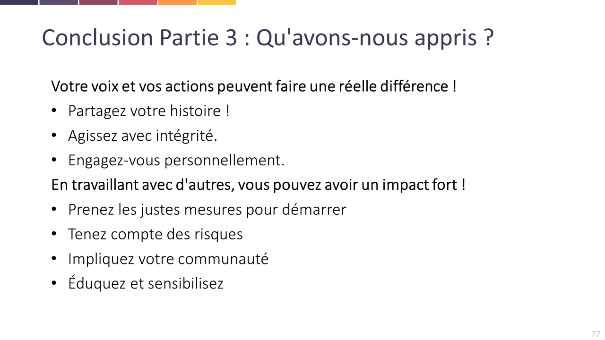 Conclusion Partie 3 : Qu'avons-nous appris ?
Votre voix et vos actions peuvent faire une réelle différence !
• Partagez votre histoire !
• Agissez avec intégrité.
• Engagez-vous personnellement.
En travaillant avec d'autres, vous pouvez avoir un impact fort !
• Prenez les justes mesures pour démarrer
• Tenez compte des risques
• Impliquez votre communauté
• Éduquez et sensibilisez
77